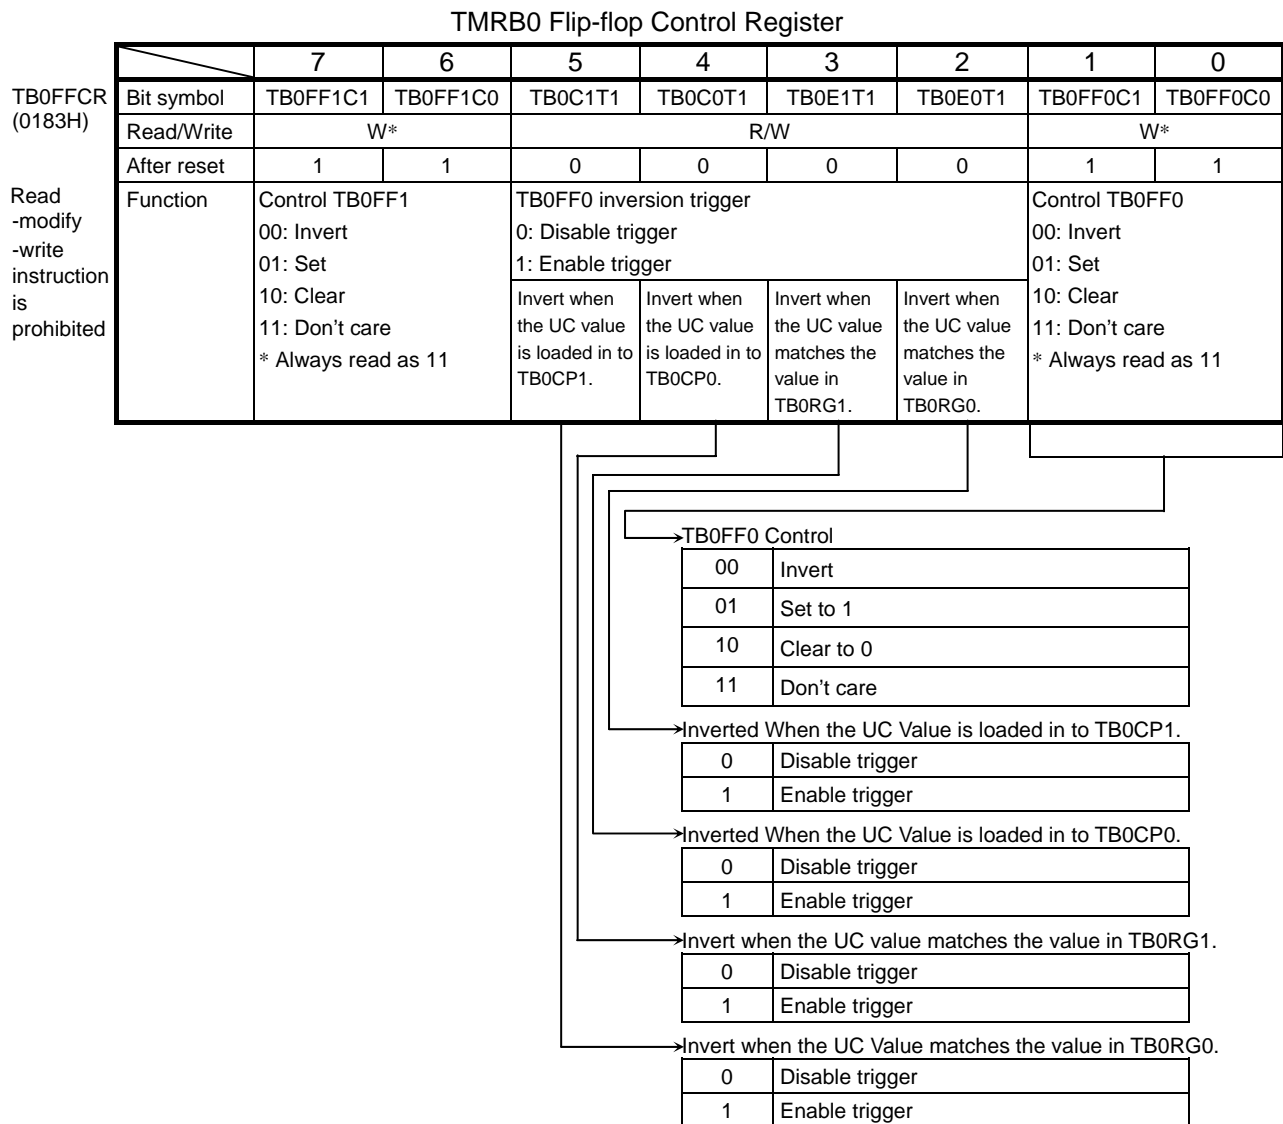 TMRB0 Flip-flop Control Register
7 6 5 4 3 2 1 0
TB0FFCR
(0183H)
Bit symbol TB0FF1C1 TB0FF1C0 TB0C1T1 TB0C0T1 TB0E1T1 TB0E0T1 TB0FF0C1 TB0FF0C0
Read/Write W* R/W W*
After reset 1 1 0 0 0 0 1 1
Read
-modify
-write
instruction
is
prohibited
Function
Control TB0FF1
00: Invert
01: Set
10: Clear
11: Don't care
* Always read as 11
TB0FF0 inversion trigger
0: Disable trigger
1: Enable trigger
Invert when
the UC value
is loaded in to
TB0CP1.
Invert when
the UC value
is loaded in to
TB0CP0.
Invert when
the UC value
matches the
value in
TB0RG1.
Invert when
the UC value
matches the
value in
TB0RG0.
Control TB0FF0
00: Invert
01: Set
10: Clear
11: Don't care
* Always read as 11
TB0FF0 Control
00 Invert
01 Set to 1
10 Clear to 0
11 Don't care
Inverted When the UC Value is loaded in to TB0CP1.
0 Disable trigger
1 Enable trigger
Inverted When the UC Value is loaded in to TB0CP0.
0 Disable trigger
1 Enable trigger
Invert when the UC value matches the value in TB0RG1.
0 Disable trigger
1 Enable trigger
Invert when the UC Value matches the value in TB0RG0.
0 Disable trigger
1 Enable trigger